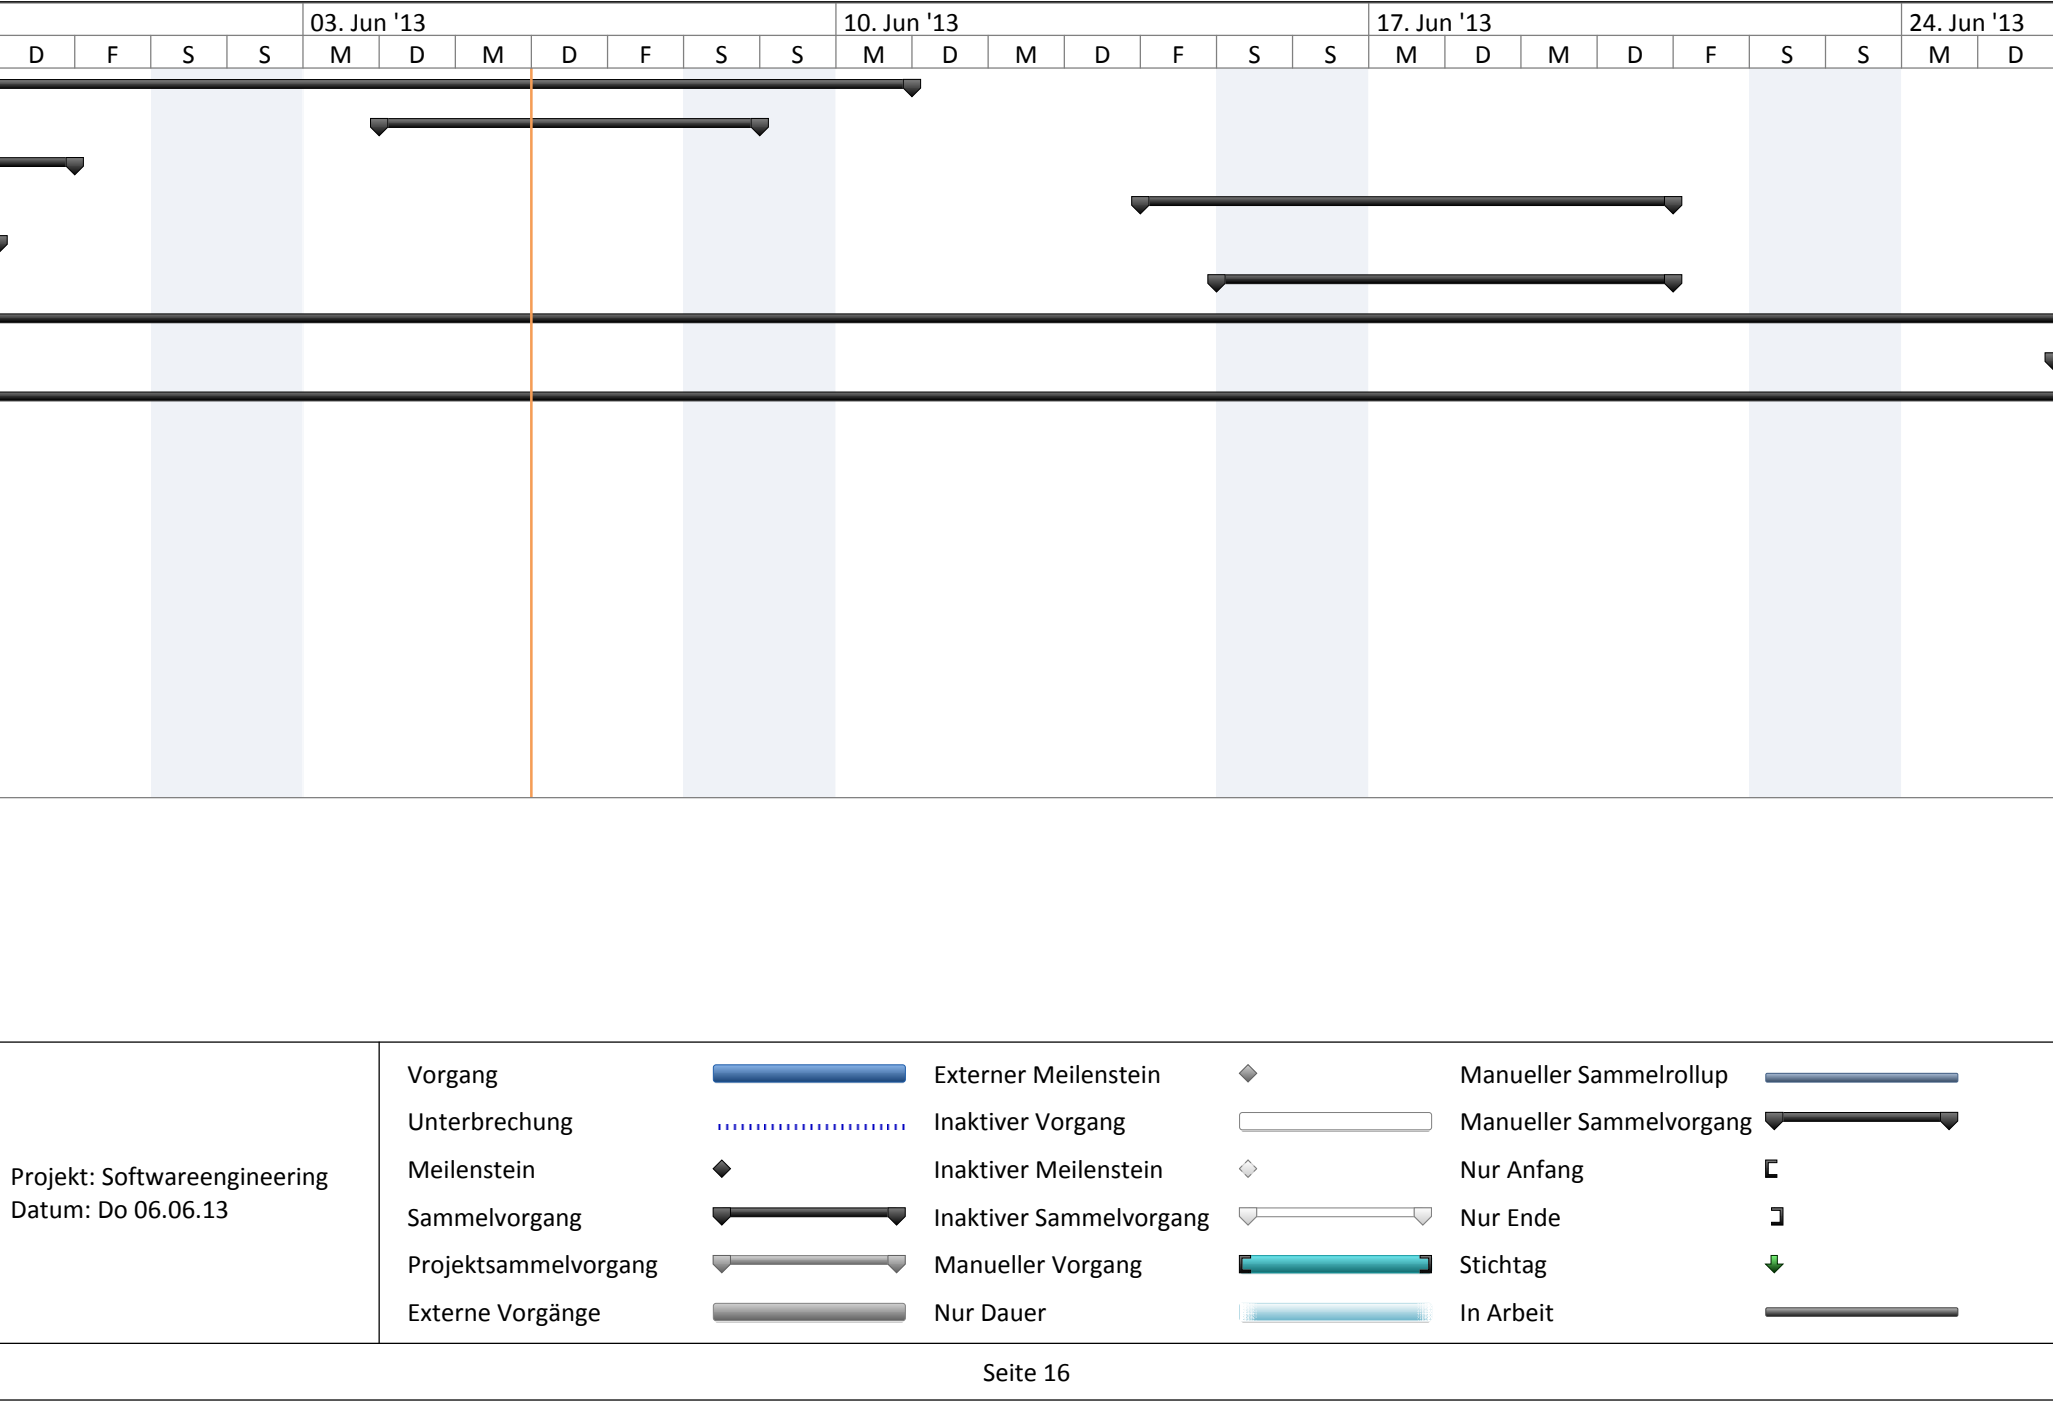 03. Jun '13 10. Jun '13 17. Jun '13 24. Jun '13
D F S S M D M D F S S M D M D F S S M D M D F S S M D
Vorgang Externer Meilenstein Manueller Sammelrollup
Unterbrechung Inaktiver Vorgang Manueller Sammelvorgang
Meilenstein Inaktiver Meilenstein Nur Anfang
Projekt: Softwareengineering
Datum: Do 06.06.13
Sammelvorgang Inaktiver Sammelvorgang Nur Ende
Projektsammelvorgang Manueller Vorgang Stichtag
Externe Vorgänge Nur Dauer In Arbeit
Seite 16